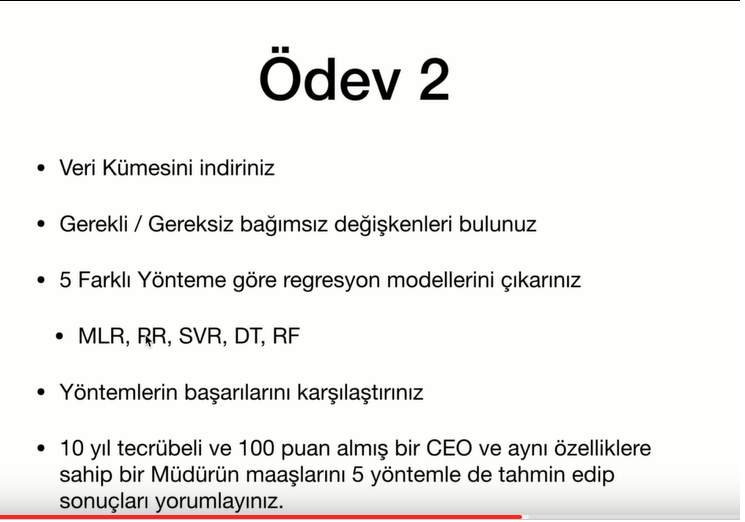 Ödev 2
• Veri Kümesini indiriniz
• Gerekli / Gereksiz bağımsız değişkenleri bulunuz
• 5 Farklı Yönteme göre regresyon modellerini çıkarınız
• MLR, RR, SVR, DT, RF
• Yöntemlerin başarılarını karşılaştırınız
• 10 yıl tecrübeli ve 100 puan almış bir CEO ve aynı özelliklere
sahip bir Müdürün maaşlarını 5 yöntemle de tahmin edip
sonuçları yorumlayınız.